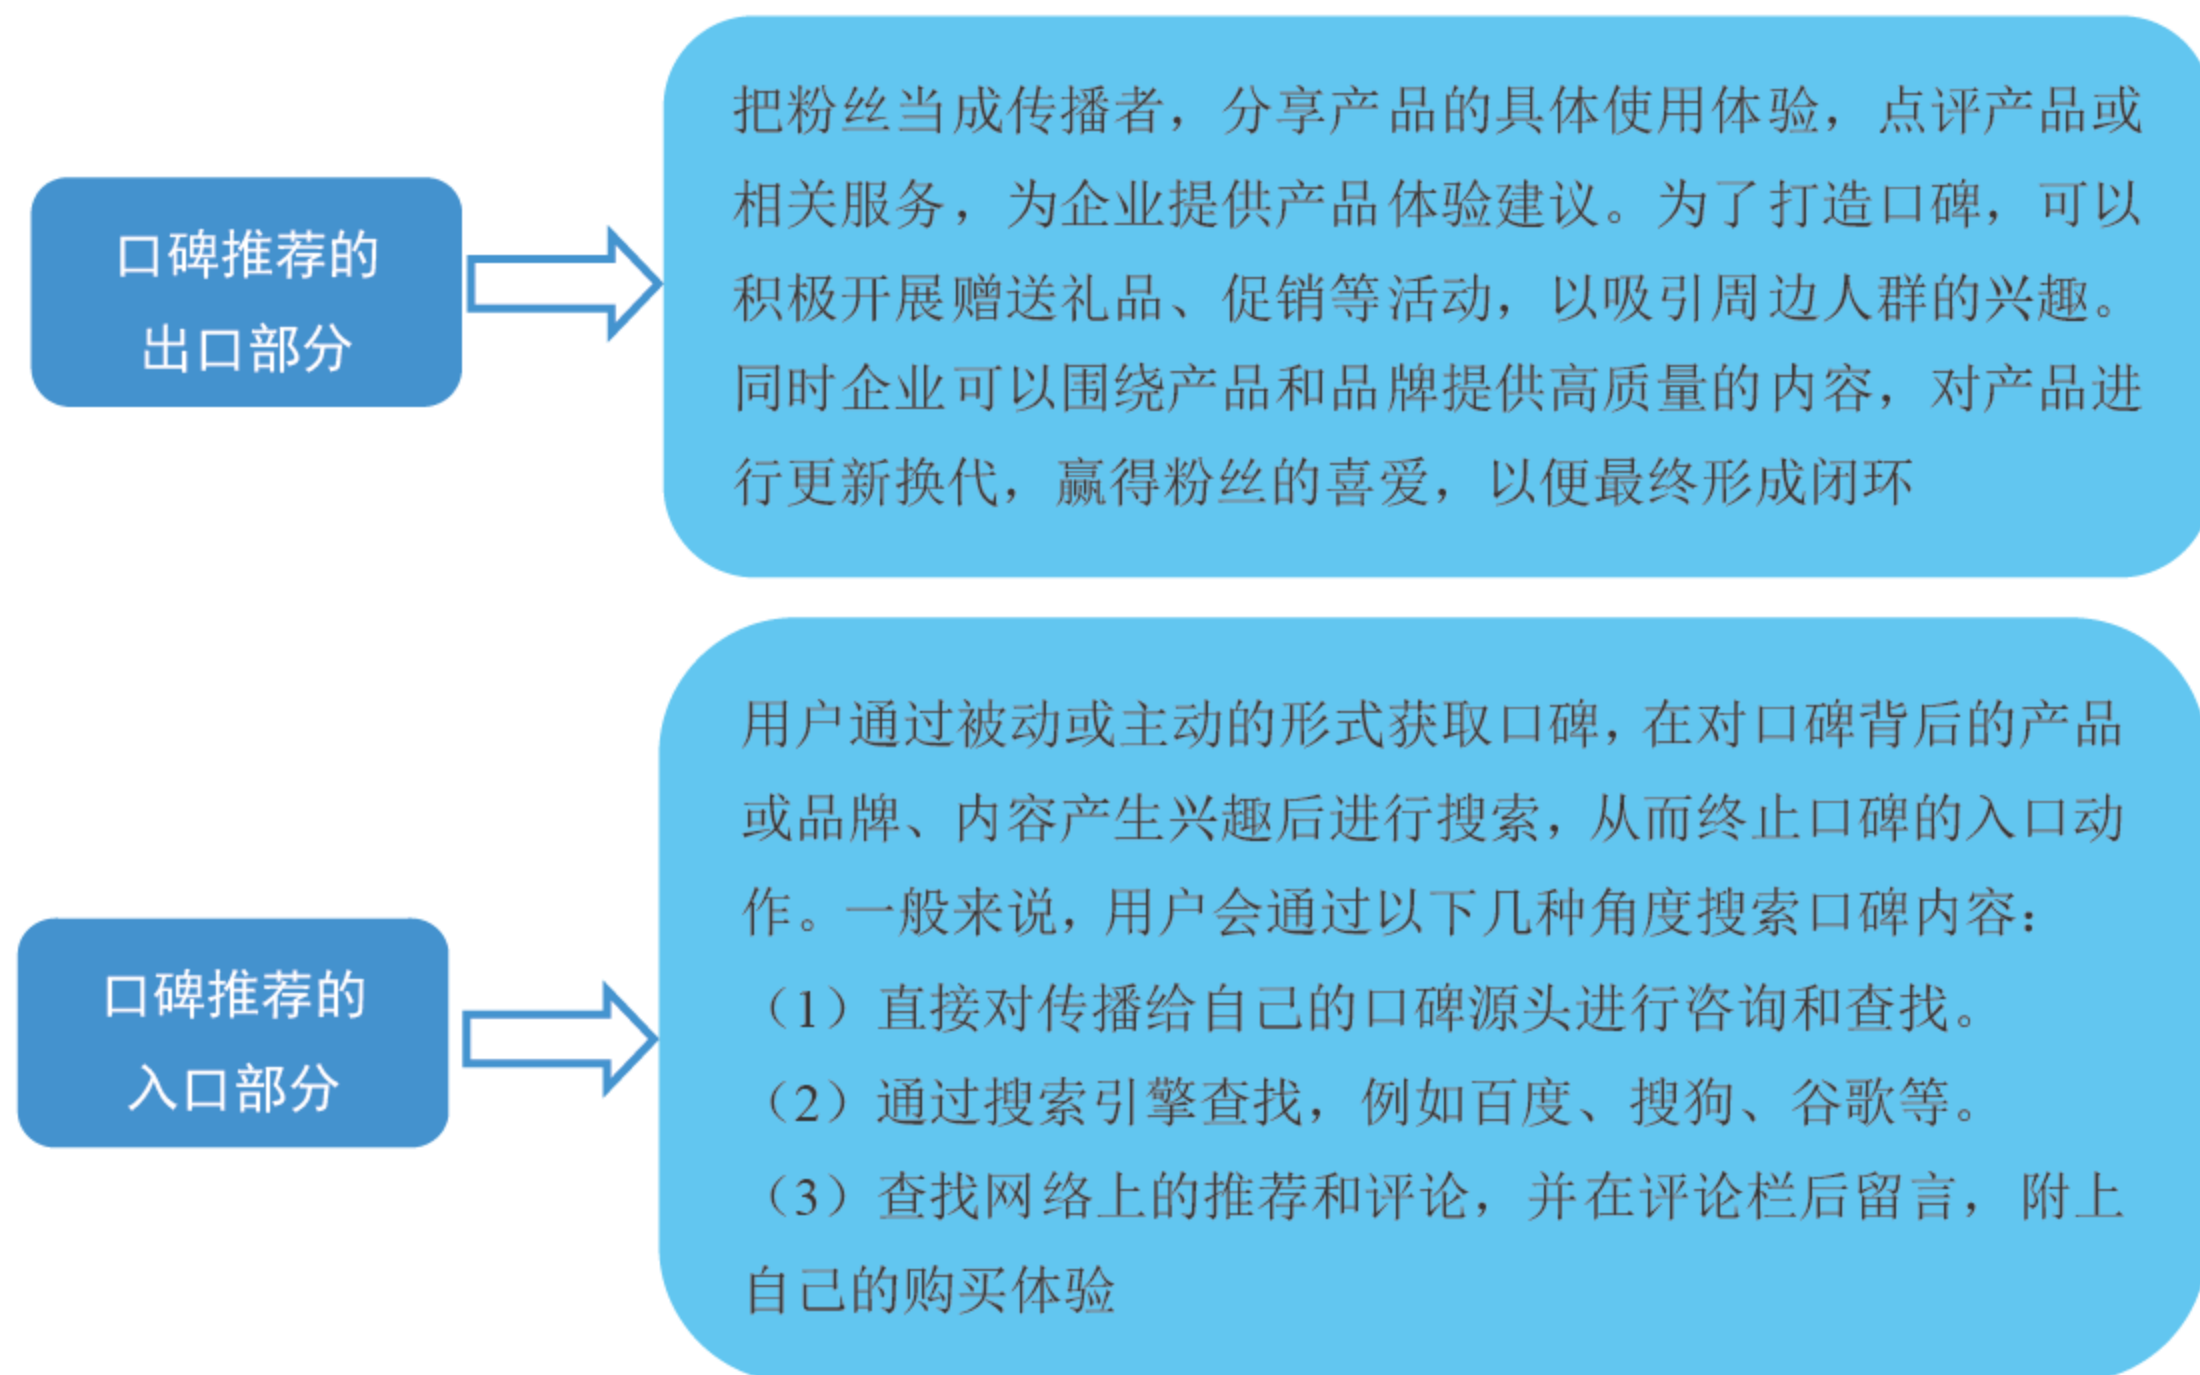 口碑推荐的
出口部分
把粉丝当成传播者，分享产品的具体使用体验，点评产品或
相关服务，为企业提供产品体验建议。为了打造口碑，可以
积极开展赠送礼品、促销等活动，以吸引周边人群的兴趣。
同时企业可以围绕产品和品牌提供高质量的内容，对产品进
行更新换代，赢得粉丝的喜爱，以便最终形成闭环
口碑推荐的
入口部分
用户通过被动或主动的形式获取口碑，在对口碑背后的产品
或品牌、内容产生兴趣后进行搜索，从而终止口碑的入口动
作。一般来说，用户会通过以下几种角度搜索口碑内容：
（1）直接对传播给自己的口碑源头进行咨询和查找。
（2）通过搜索引擎查找，例如百度、搜狗、谷歌等。
（3）查找网络上的推荐和评论，并在评论栏后留言，附上
自己的购买体验